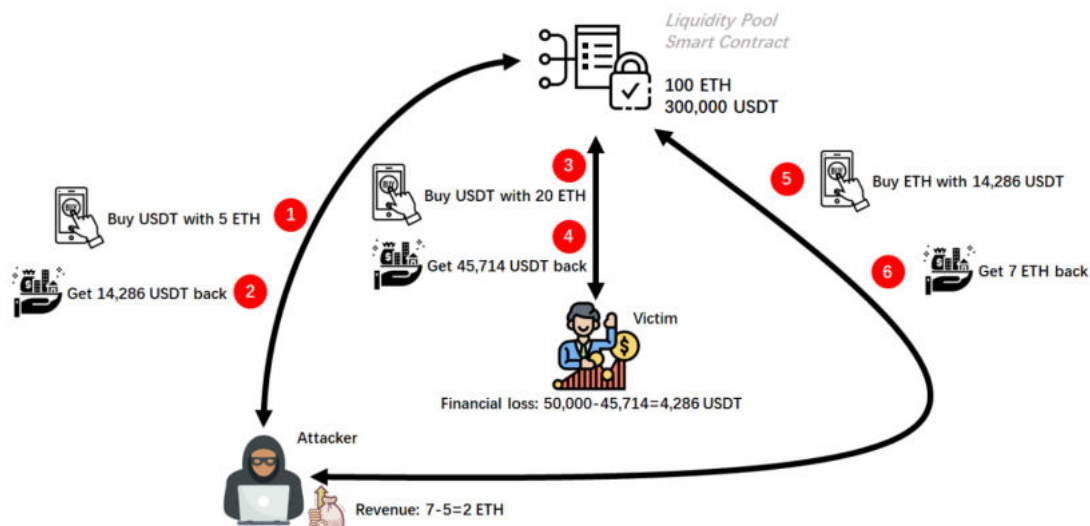 Liquidity Pool
Smart Contract
100 ETH
300,000 USDT
1
Buy USDT with 5 ETH
BUY
2
Get 14,286 USDT back
3
Buy USDT with 20 ETH
BUY
4
Get 45,714 USDT back
5
Buy ETH with 14,286 USDT
BUY
6
Get 7 ETH back
Victim
$
Financial loss: 50,000-45,714=4,286 USDT
Attacker
Revenue: 7-5=2 ETH